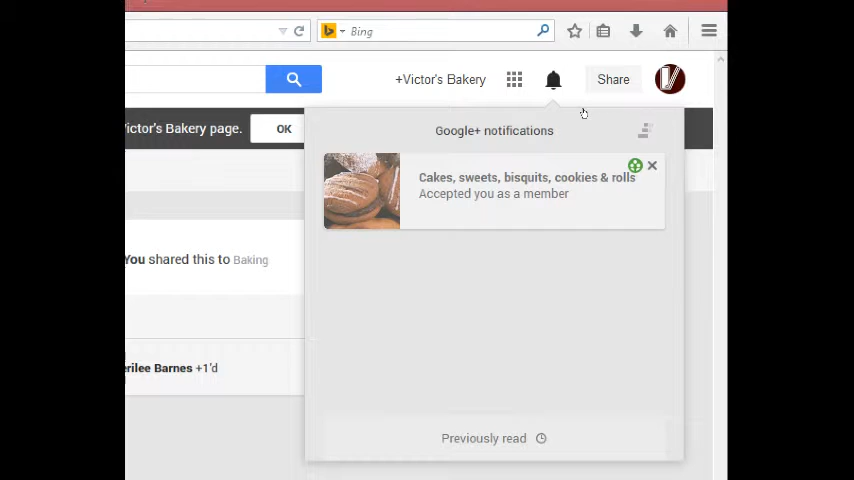 Bing
+Victor's Bakery
Share
ictor's Bakery page.
OK
Google+ notifications
Cakes, sweets, bisquits, cookies & rolls
Accepted you as a member
You shared this to Baking
erilee Barnes +1'd
Previously read